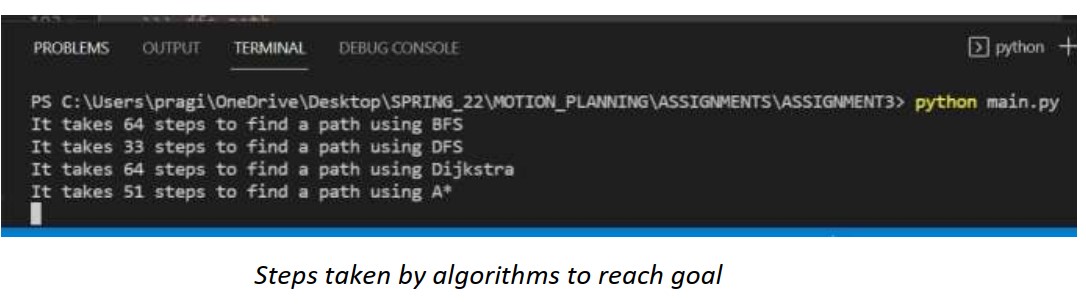 PROBLEMS OUTPUT TERMINAL DEBUG CONSOLE python
PS C:\Users\pragi\OneDrive\Desktop\SPRING_22\MOTION_PLANNING\ASSIGNMENTS\ASSIGNMENT3> python main.py
It takes 64 steps to find a path using BFS
It takes 33 steps to find a path using DFS
It takes 64 steps to find a path using Dijkstra
It takes 51 steps to find a path using A*
Steps taken by algorithms to reach goal